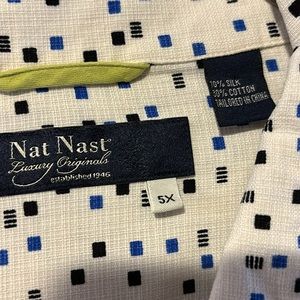 70% SILK
30% COTTON
TAILORED IN CHINA
Nat Nast
Luxury Originals
established 1946
5X